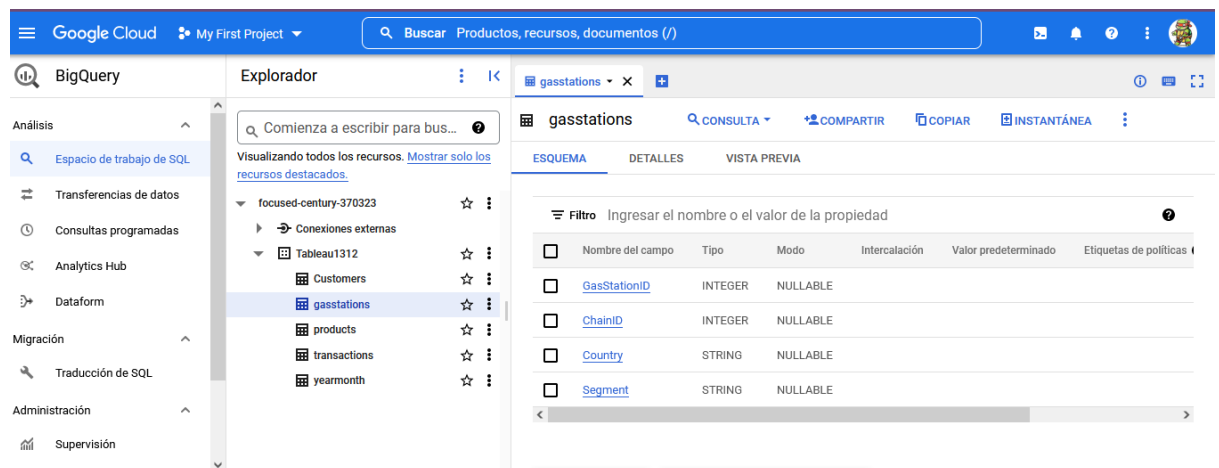 Google Cloud My First Project Buscar Productos, recursos, documentos (/)
BigQuery
Análisis
Espacio de trabajo de SQL
Transferencias de datos
Consultas programadas
Analytics Hub
Dataform
Migración
Traducción de SQL
Administración
Supervisión
Explorador
Comienza a escribir para bus...
Visualizando todos los recursos. Mostrar solo los
recursos destacados.
focused-century-370323
Conexiones externas
Tableau1312
Customers
gasstations
products
transactions
yearmonth
gasstations
gasstations CONSULTA COMPARTIR COPIAR INSTANTÁNEA
ESQUEMA DETALLES VISTA PREVIA
Filtro Ingresar el nombre o el valor de la propiedad
Nombre del campo Tipo Modo Intercalación Valor predeterminado Etiquetas de políticas
GasStationID INTEGER NULLABLE
ChainID INTEGER NULLABLE
Country STRING NULLABLE
Segment STRING NULLABLE